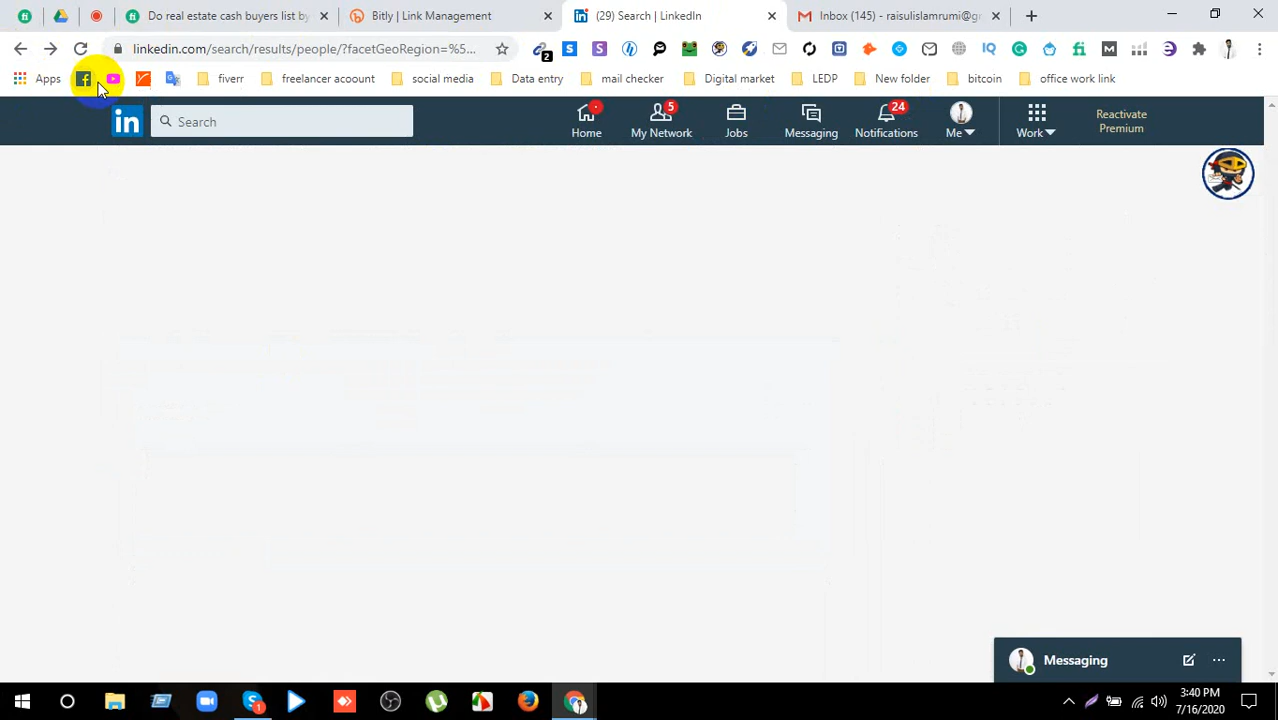 Do real estate cash buyers list by
Bitly | Link Management
(29) Search | LinkedIn
Inbox (145) - raisulislamrumi@g
linkedin.com/search/results/people/?facetGeoRegion=%5...
2
Apps
fiverr
freelancer account
social media
Data entry
mail checker
Digital market
LEDP
New folder
bitcoin
office work link
in
Search
Home
5
My Network
Jobs
Messaging
24
Notifications
Me
Work
Reactivate
Premium
Messaging
1
3:40 PM
7/16/2020